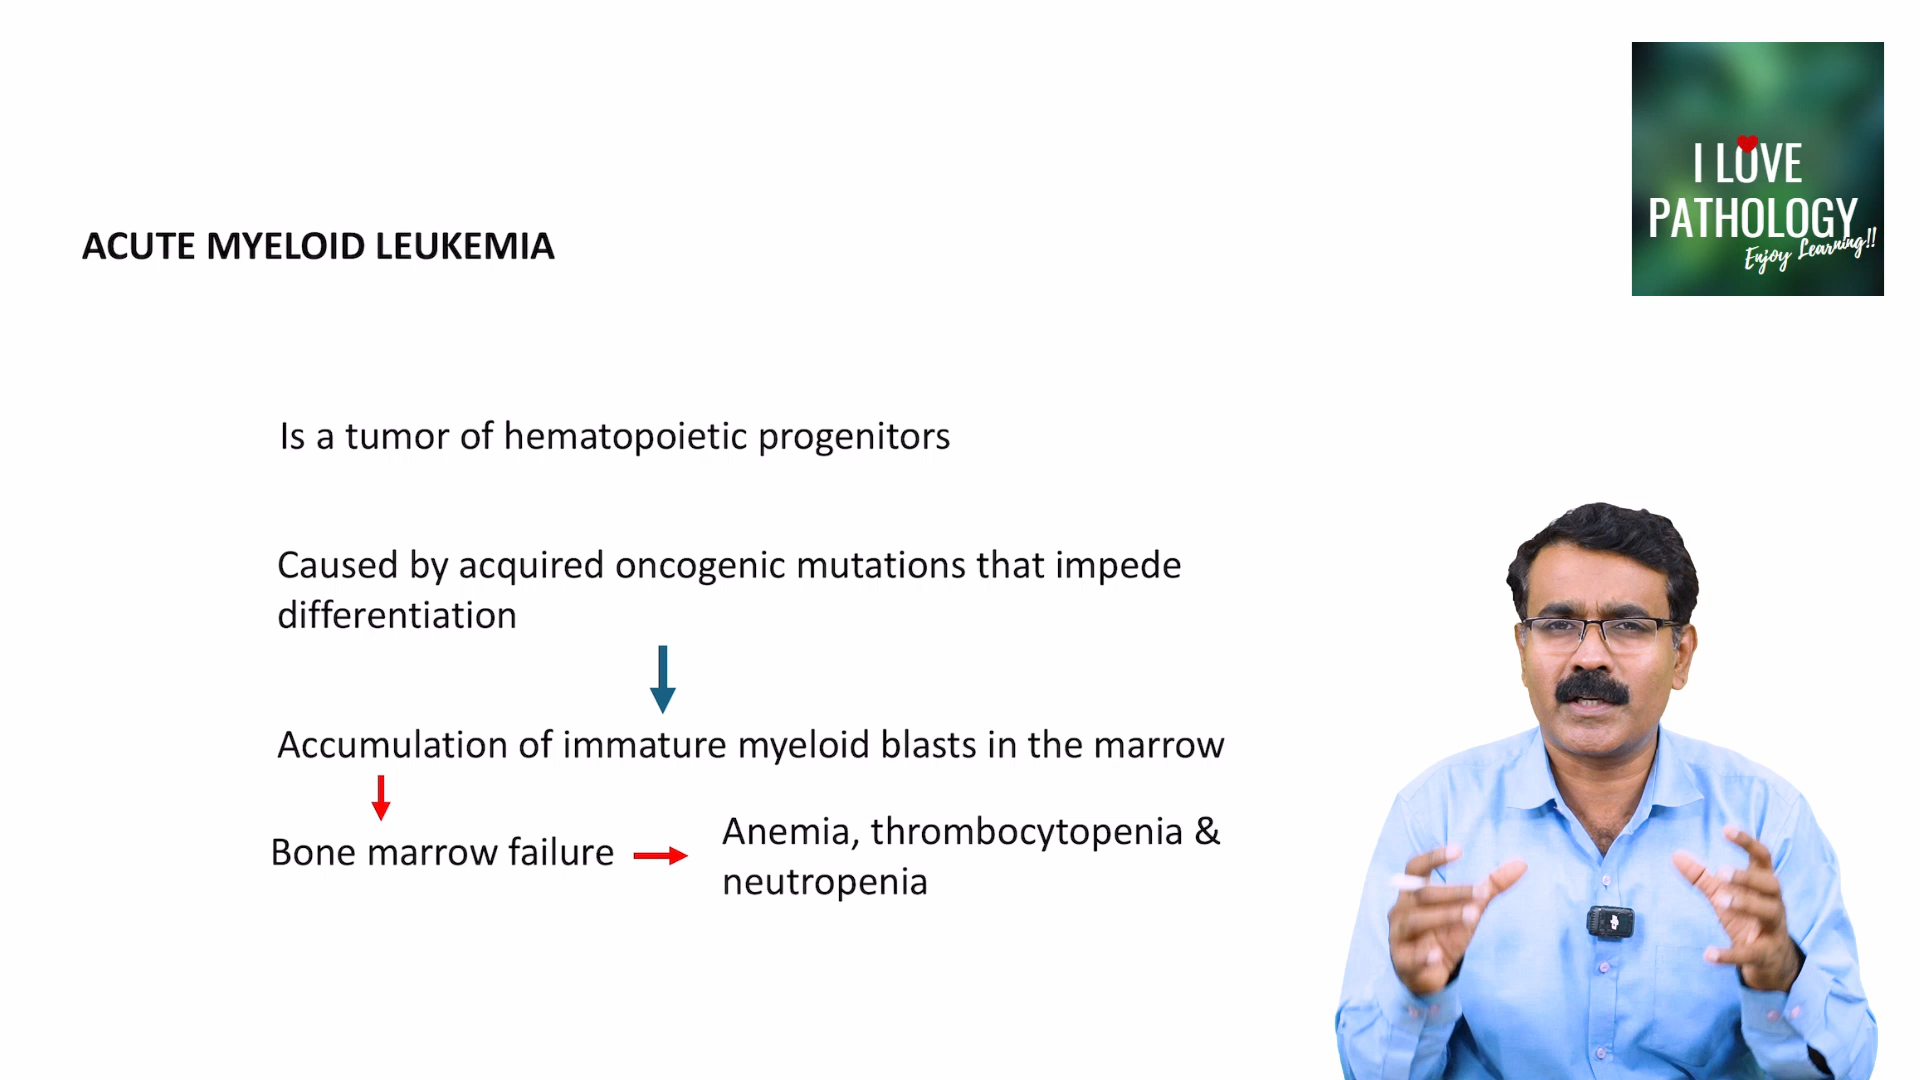 I LOVE
PATHOLOGY
Enjoy Learning!!
ACUTE MYELOID LEUKEMIA
Is a tumor of hematopoietic progenitors
Caused by acquired oncogenic mutations that impede
differentiation
Accumulation of immature myeloid blasts in the marrow
Bone marrow failure
Anemia, thrombocytopenia &
neutropenia